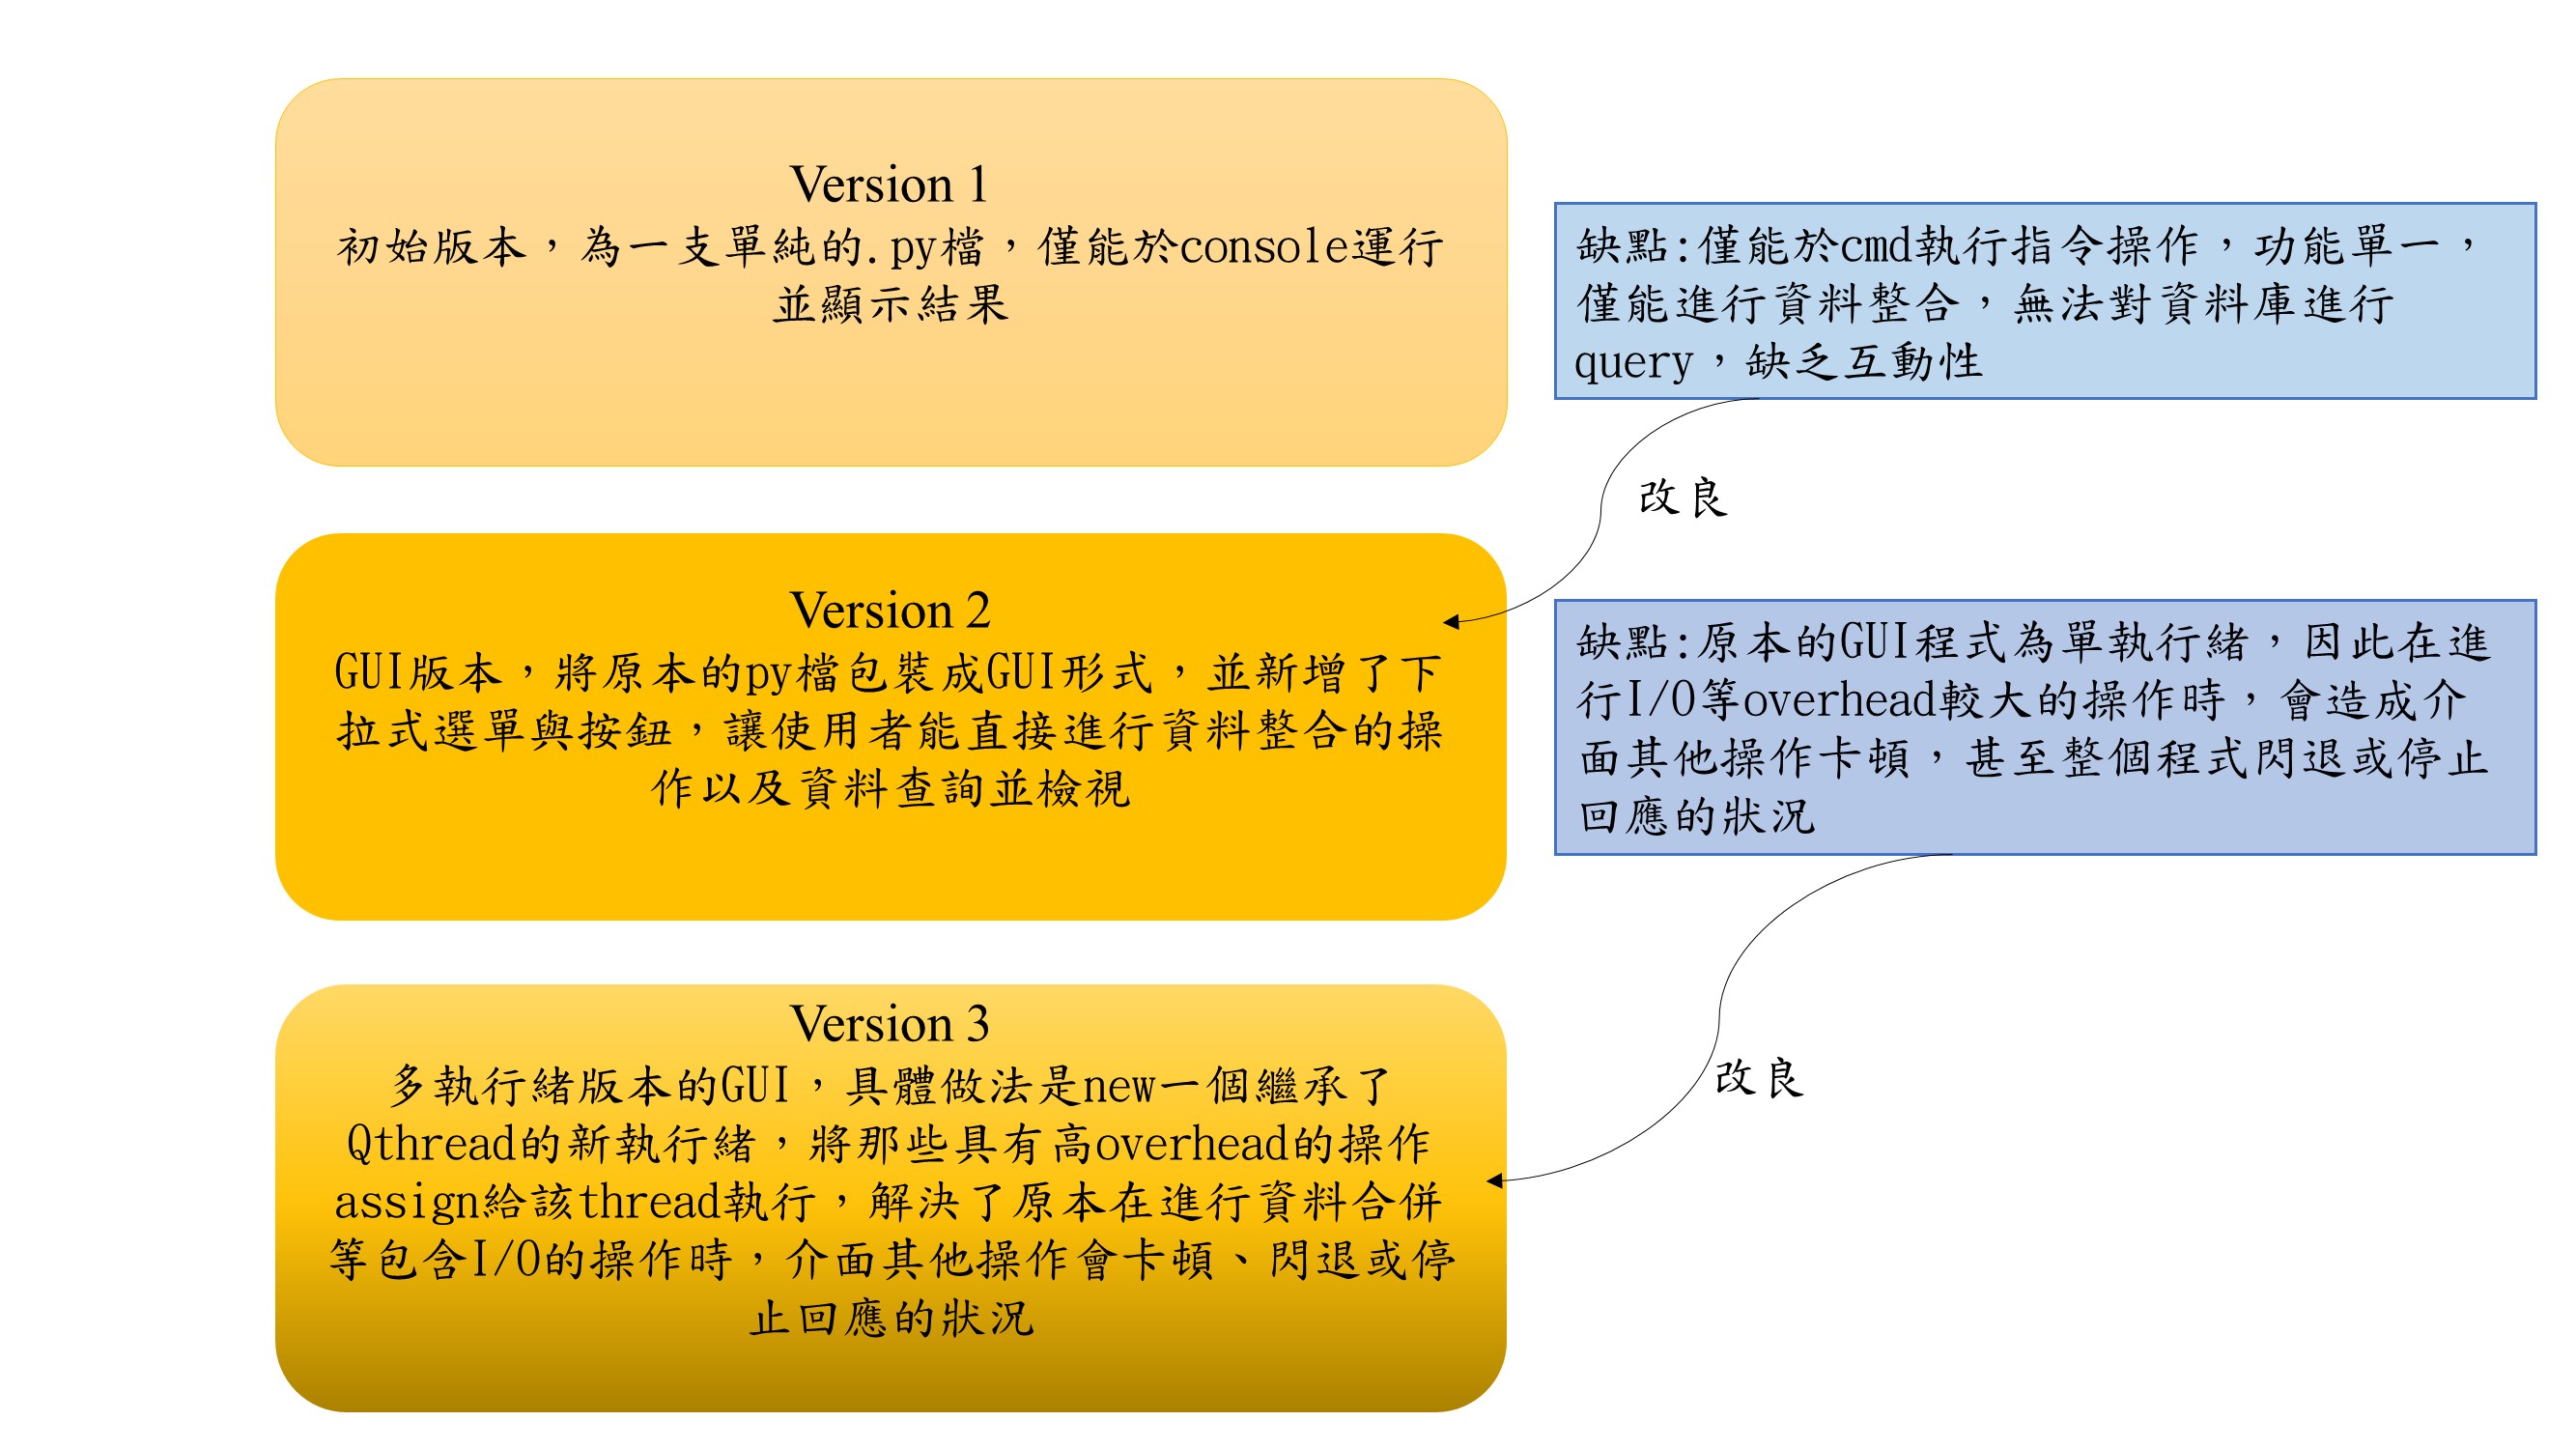 Version 1
初始版本，為一支單純的.py檔，僅能於console運行
並顯示結果
缺點:僅能於cmd執行指令操作，功能單一，
僅能進行資料整合，無法對資料庫進行
query，缺乏互動性
改良
Version 2
GUI版本，將原本的py檔包裝成GUI形式，並新增了下
拉式選單與按鈕，讓使用者能直接進行資料整合的操
作以及資料查詢並檢視
缺點:原本的GUI程式為單執行緒，因此在進
行I/O等overhead較大的操作時，會造成介
面其他操作卡頓，甚至整個程式閃退或停止
回應的狀況
改良
Version 3
多執行緒版本的GUI，具體做法是new一個繼承了
Qthread的新執行緒，將那些具有高overhead的操作
assign給該thread執行，解決了原本在進行資料合併
等包含I/O的操作時，介面其他操作會卡頓、閃退或停
止回應的狀況